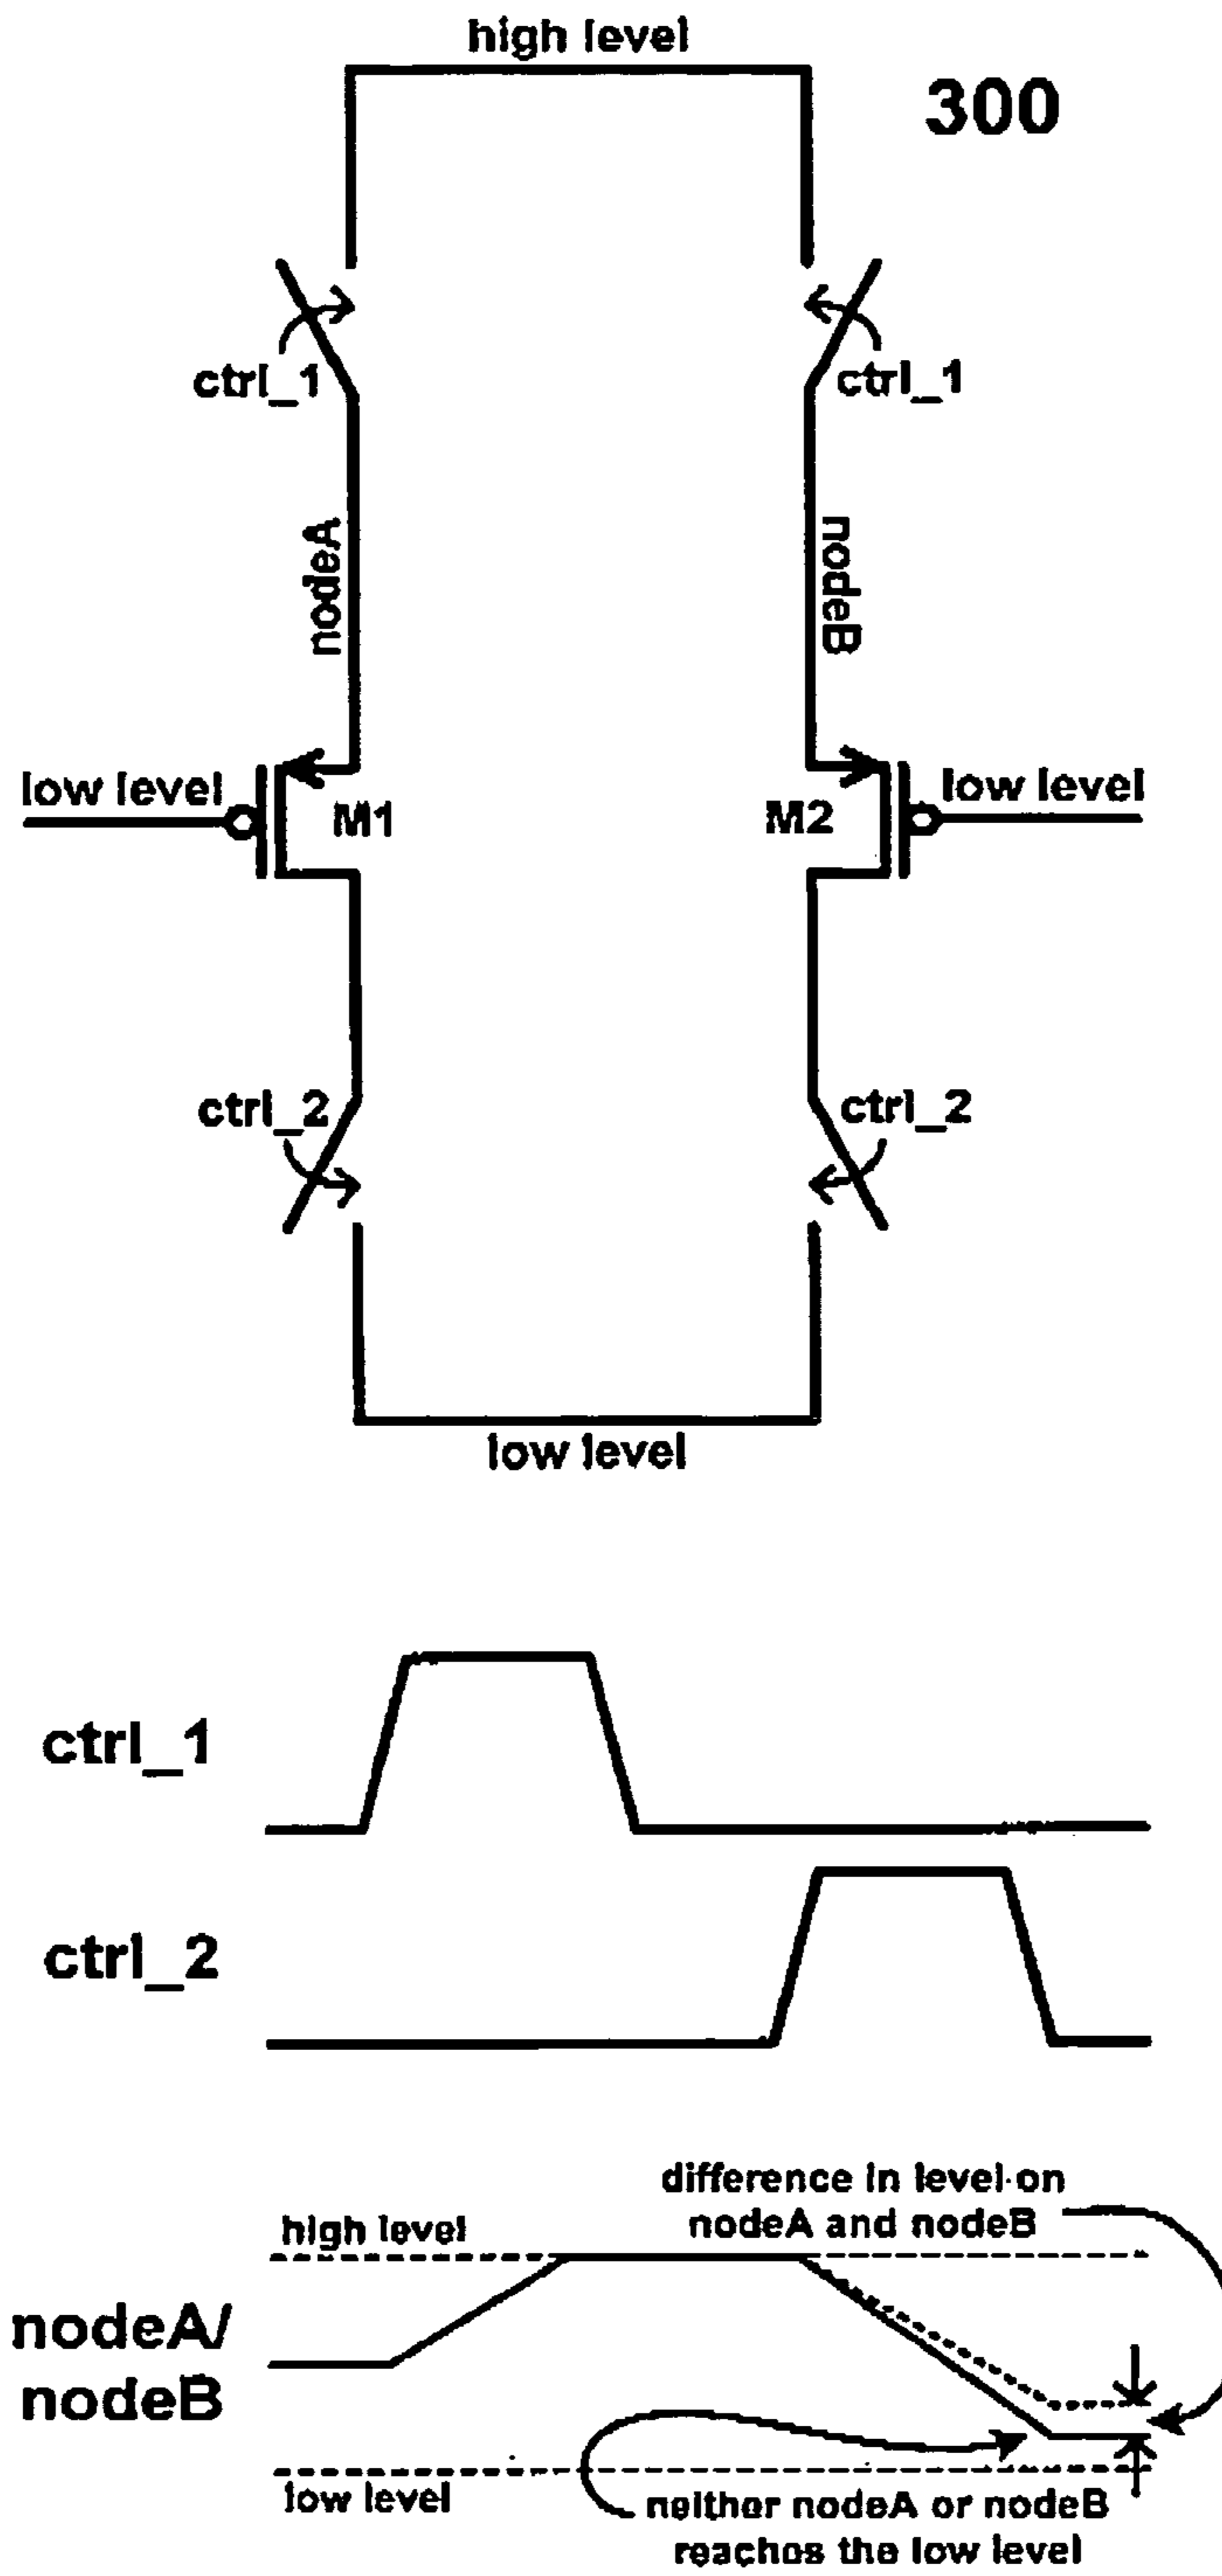 high level
300
ctrl_1
ctrl_1
nodeA
nodeB
low level
M1
M2
low level
ctrl_2
ctrl_2
low level
ctrl_1
ctrl_2
difference in level on
nodeA and nodeB
high level
nodeA/
nodeB
low level
neither nodeA or nodeB
reaches the low level